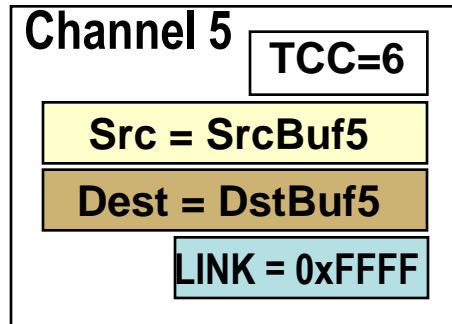 Channel 5
TCC=6
Src = SrcBuf5
Dest = DstBuf5
LINK = 0xFFFF